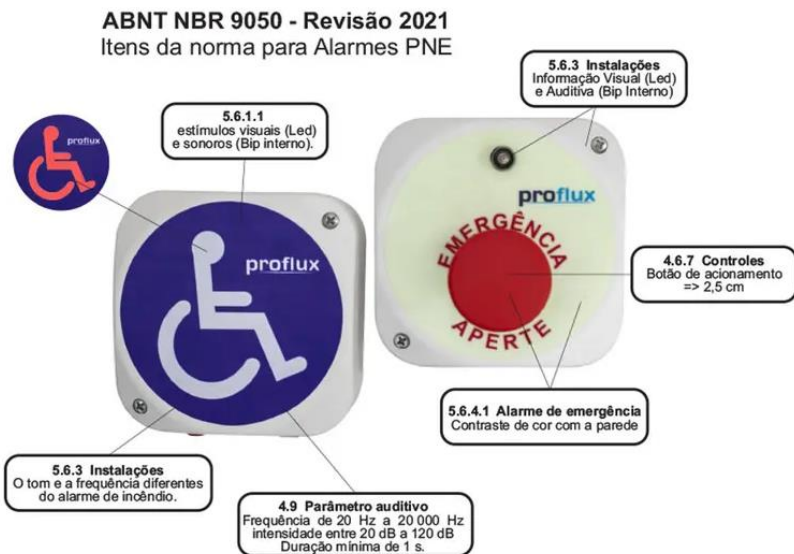 ABNT NBR 9050 - Revisão 2021
Itens da norma para Alarmes PNE
5.6.3 Instalações
Informação Visual (Led)
e Auditiva (Bip Interno)
5.6.1.1
estímulos visuais (Led)
e sonoros (Bip interno).
proflux
proflux
proflux
EMERGÊNCIA
APERTE
4.6.7 Controles
Botão de acionamento
=> 2,5 cm
5.6.4.1 Alarme de emergência
Contraste de cor com a parede
5.6.3 Instalações
O tom e a frequência diferentes
do alarme de incêndio.
4.9 Parâmetro auditivo
Frequência de 20 Hz a 20 000 Hz
intensidade entre 20 dB a 120 dB
Duração mínima de 1 s.